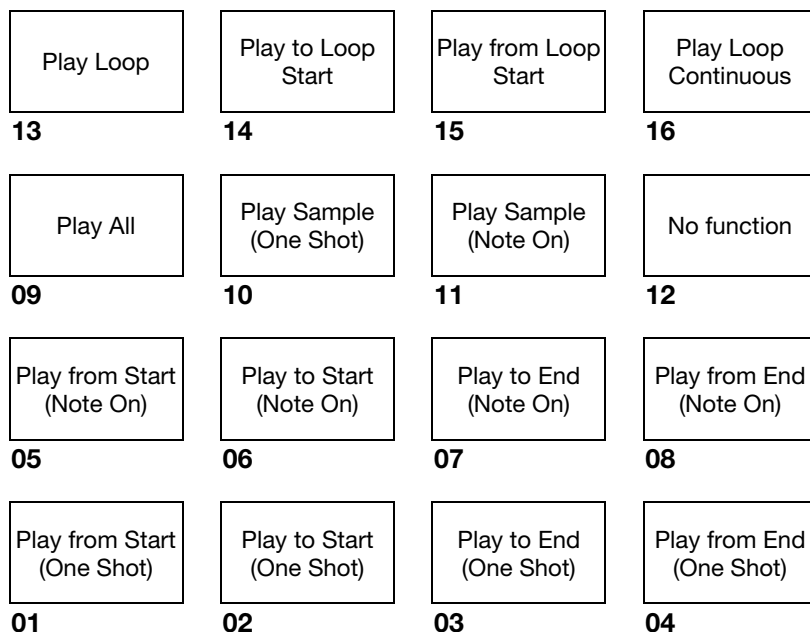 Play Loop
13
Play to Loop
Start
14
Play from Loop
Start
15
Play Loop
Continuous
16
Play All
09
Play Sample
(One Shot)
10
Play Sample
(Note On)
11
No function
12
Play from Start
(Note On)
05
Play to Start
(Note On)
06
Play to End
(Note On)
07
Play from End
(Note On)
08
Play from Start
(One Shot)
01
Play to Start
(One Shot)
02
Play to End
(One Shot)
03
Play from End
(One Shot)
04